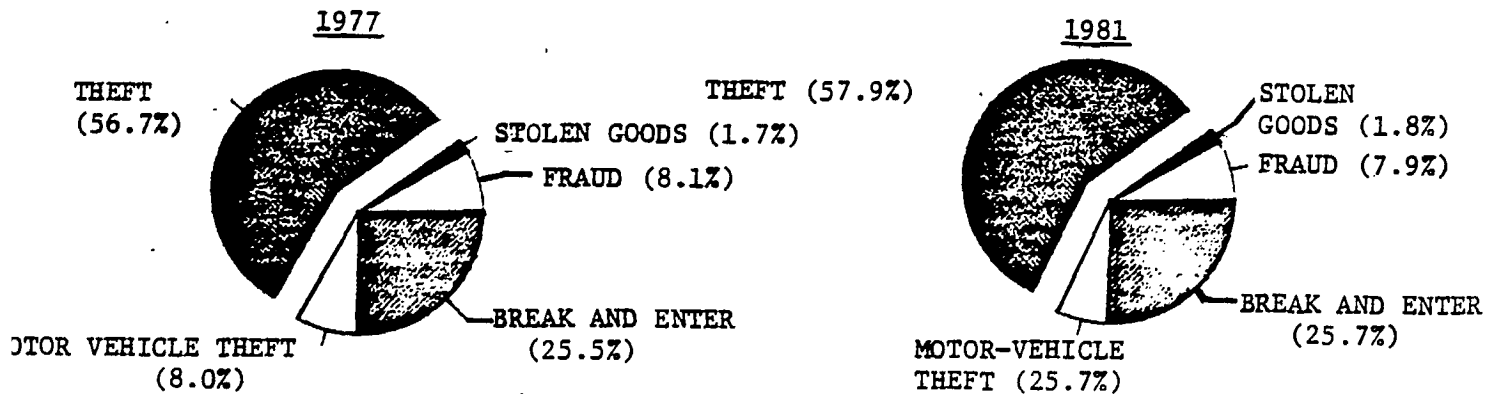 1977
THEFT
(56.7%)
STOLEN GOODS (1.7%)
FRAUD (8.1%)
BREAK AND ENTER
(25.5%)
OTOR VEHICLE THEFT
(8.0%)
1981
THEFT (57.9%)
STOLEN
GOODS (1.8%)
FRAUD (7.9%)
BREAK AND ENTER
(25.7%)
MOTOR-VEHICLE
THEFT (25.7%)